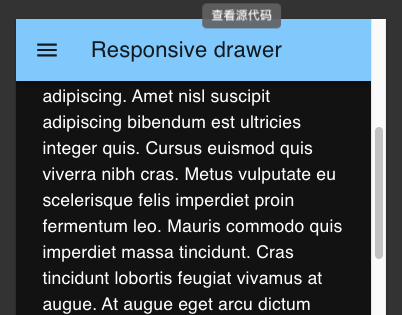 查看源代码
Responsive drawer
adipiscing. Amet nisl suscipit
adipiscing bibendum est ultricies
integer quis. Cursus euismod quis
viverra nibh cras. Metus vulputate eu
scelerisque felis imperdiet proin
fermentum leo. Mauris commodo quis
imperdiet massa tincidunt. Cras
tincidunt lobortis feugiat vivamus at
augue. At augue eget arcu dictum